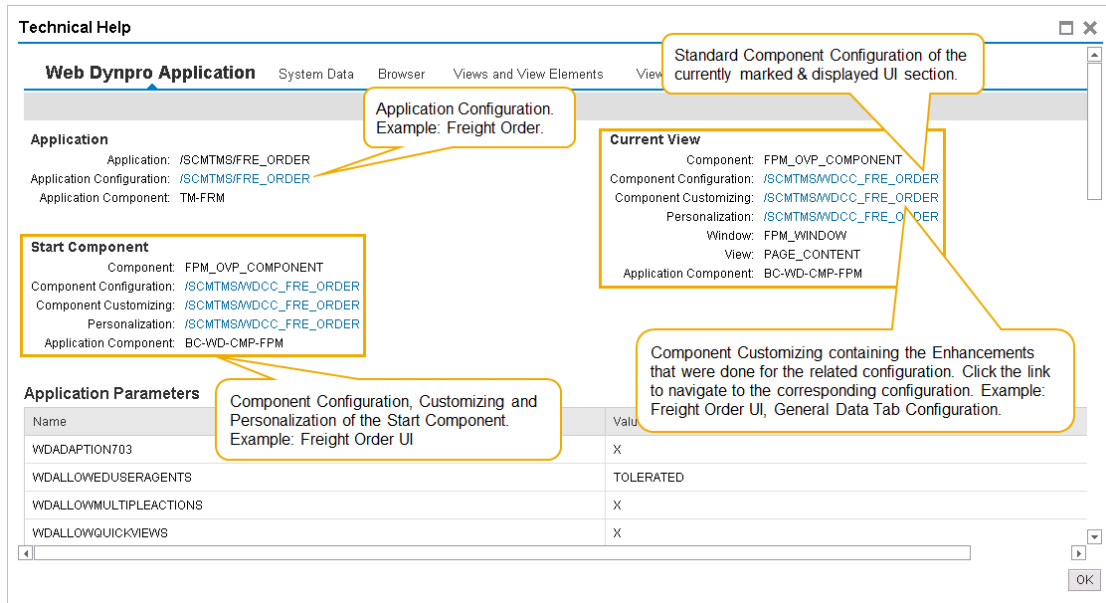 Technical Help
Web Dynpro Application System Data Browser Views and View Elements View
Standard Component Configuration of the
currently marked & displayed UI section.
Application Configuration.
Example: Freight Order.
Application
Application: /SCMTMS/FRE_ORDER
Application Configuration: /SCMTMS/FRE_ORDER
Application Component: TM-FRM
Current View
Component: FPM_OVP_COMPONENT
Component Configuration: /SCMTMS/WDCC_FRE_ORDER
Component Customizing: /SCMTMS/WDCC_FRE_ORDER
Personalization: /SCMTMS/WDCC_FRE_ORDER
Window: FPM_WINDOW
View: PAGE_CONTENT
Application Component: BC-WD-CMP-FPM
Start Component
Component: FPM_OVP_COMPONENT
Component Configuration: /SCMTMS/WDCC_FRE_ORDER
Component Customizing: /SCMTMS/WDCC_FRE_ORDER
Personalization: /SCMTMS/WDCC_FRE_ORDER
Application Component: BC-WD-CMP-FPM
Component Customizing containing the Enhancements
that were done for the related configuration. Click the link
to navigate to the corresponding configuration. Example:
Freight Order UI, General Data Tab Configuration.
Component Configuration, Customizing and
Personalization of the Start Component.
Example: Freight Order UI
Application Parameters
Name Valu
WDADAPTION703 X
WDALLOWEDUSERAGENTS TOLERATED
WDALLOWMULTIPLEACTIONS X
WDALLOWQUICKVIEWS X
OK